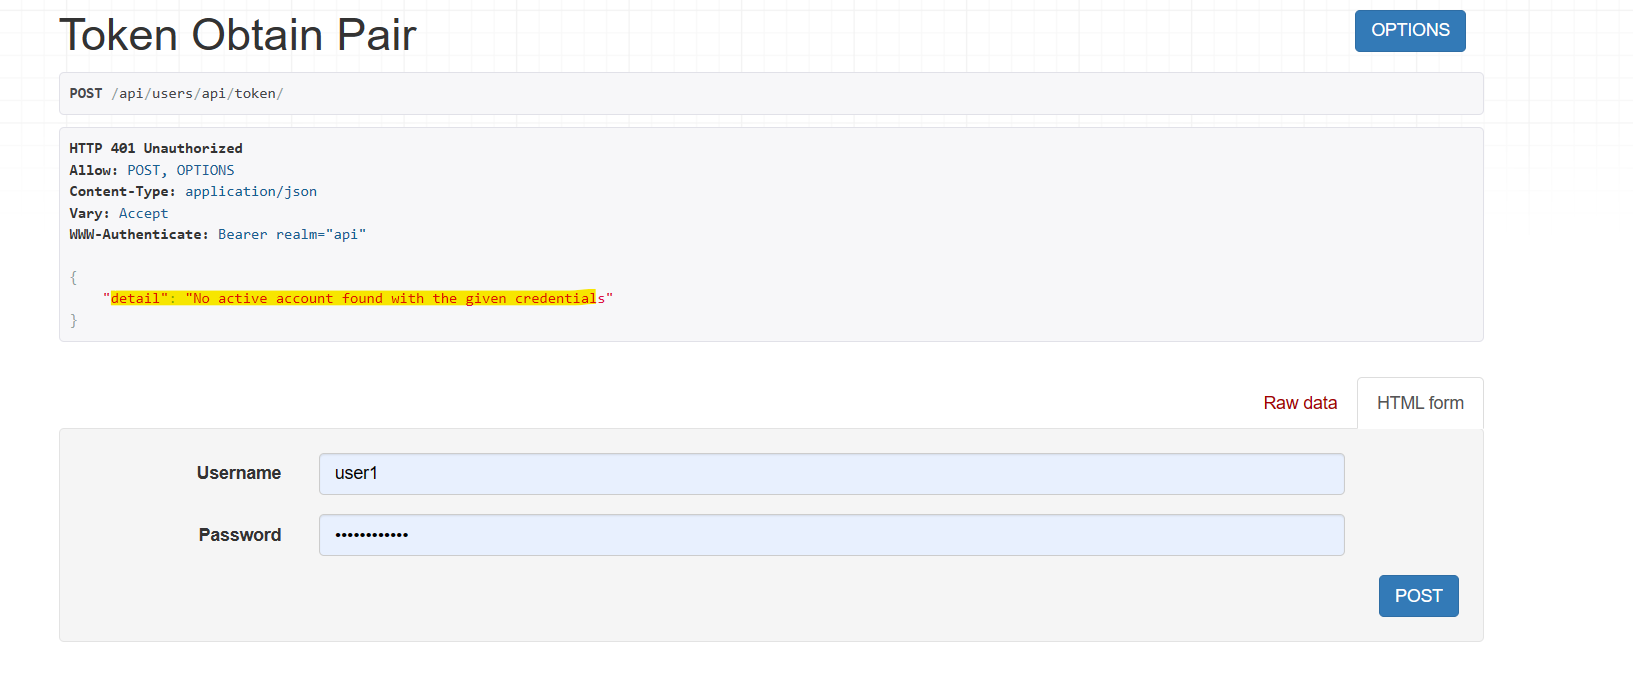 Token Obtain Pair
OPTIONS
POST /api/users/api/token/
HTTP 401 Unauthorized
Allow: POST, OPTIONS
Content-Type: application/json
Vary: Accept
WWW-Authenticate: Bearer realm="api"
{
"detail": "No active account found with the given credentials"
}
Raw data
HTML form
Username
user1
Password
••••••••••••
POST